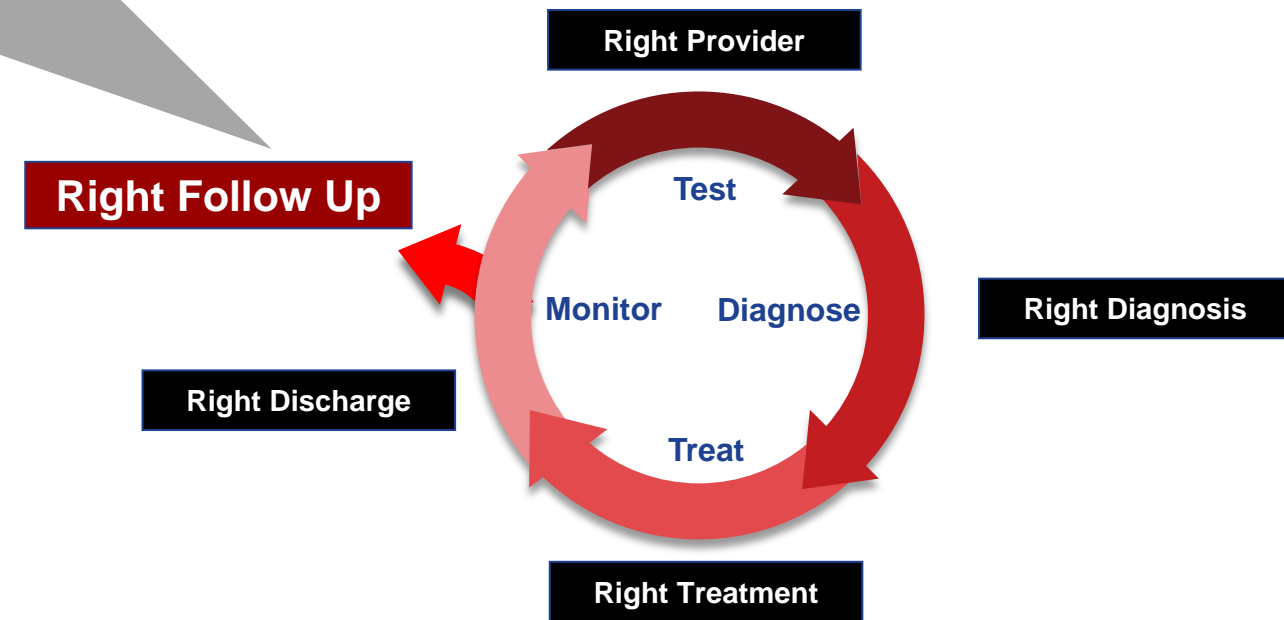 Right Provider
Right Follow Up
Test
Monitor
Diagnose
Right Diagnosis
Right Discharge
Treat
Right Treatment